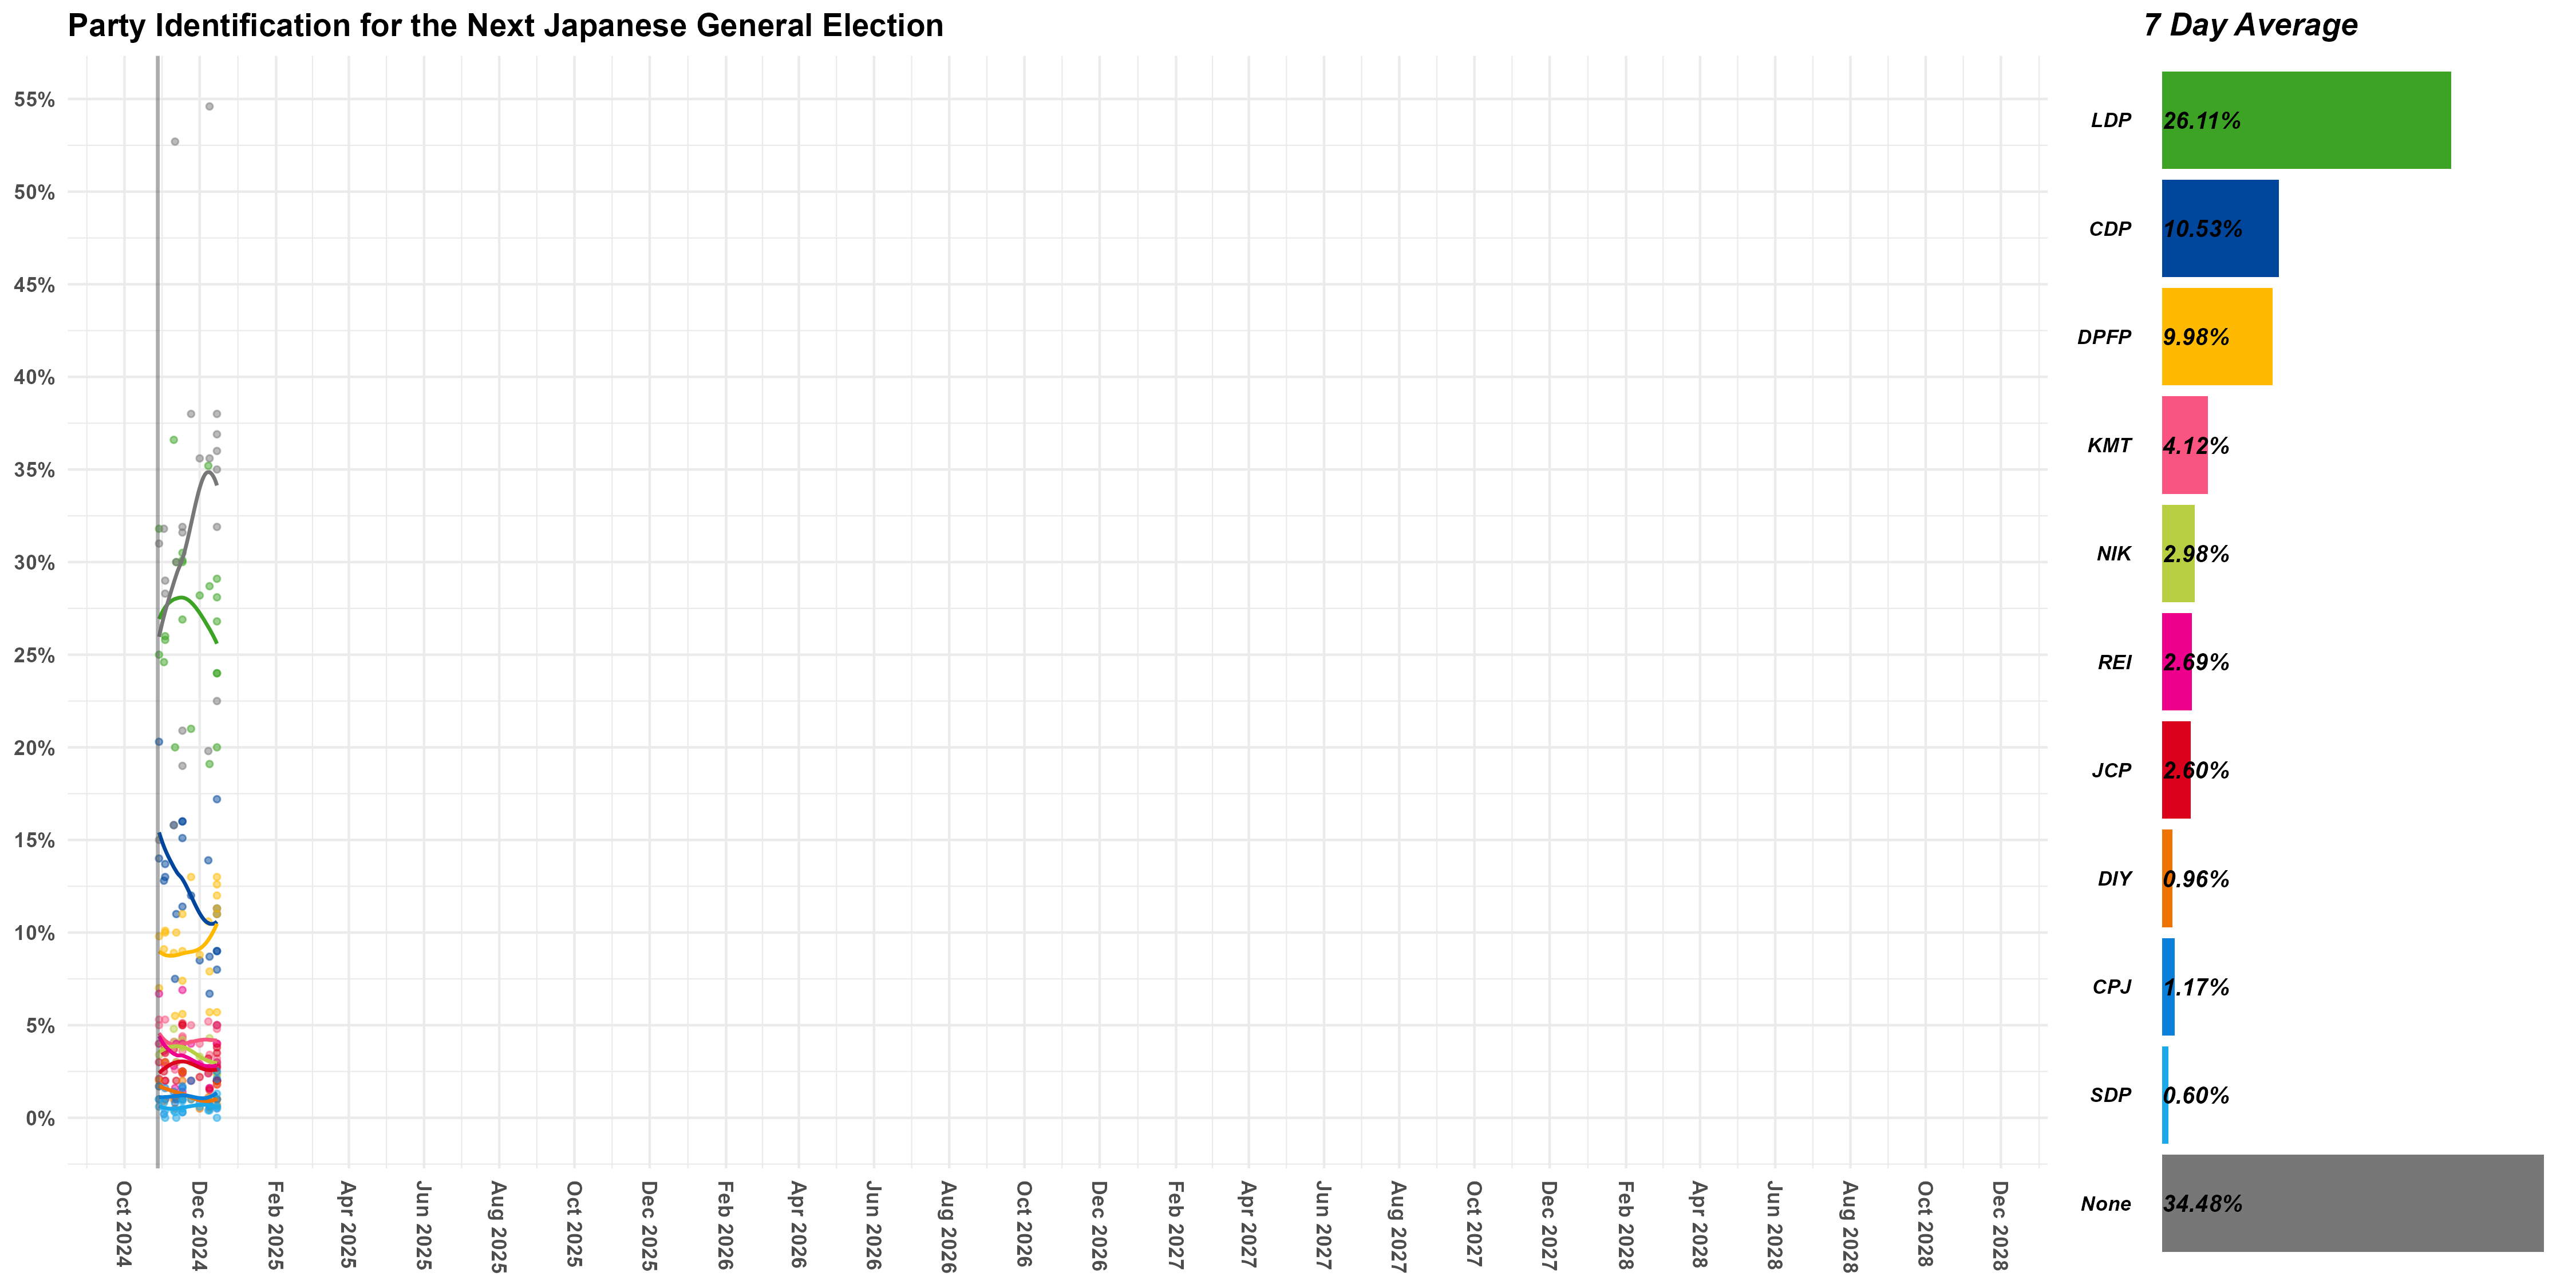 Party Identification for the Next Japanese General Election
7 Day Average
55%
50%
45%
40%
35%
30%
25%
20%
15%
10%
5%
0%
Oct 2024
Dec 2024
Feb 2025
Apr 2025
Jun 2025
Aug 2025
Oct 2025
Dec 2025
Feb 2026
Apr 2026
Jun 2026
Aug 2026
Oct 2026
Dec 2026
Feb 2027
Apr 2027
Jun 2027
Aug 2027
Oct 2027
Dec 2027
Feb 2028
Apr 2028
Jun 2028
Aug 2028
Oct 2028
Dec 2028
LDP 26.11%
CDP 10.53%
DPFP 9.98%
KMT 4.12%
NIK 2.98%
REI 2.69%
JCP 2.60%
DIY 0.96%
CPJ 1.17%
SDP 0.60%
None 34.48%